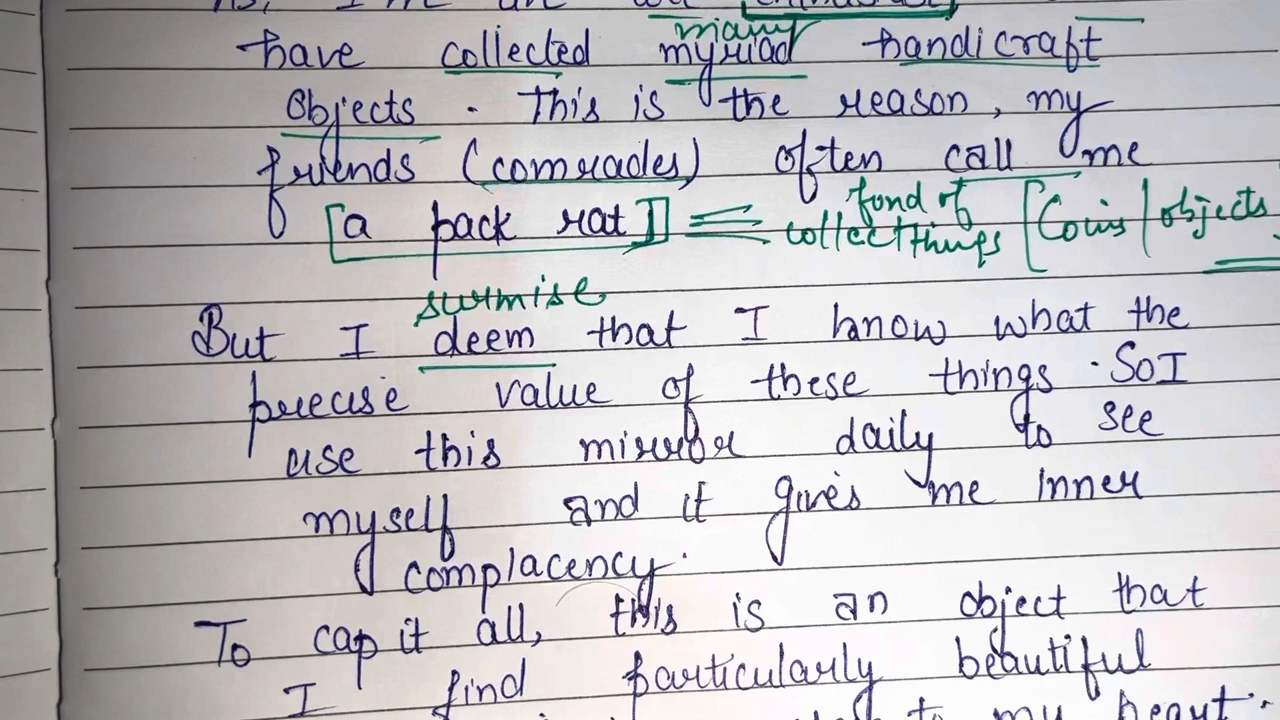 have collected myriad handicraft
many
objects. This is the reason, my
friends (comrades) often call me
[a pack rat] = fond of
collect things [Coins/objects
surmise
But I deem that I know what the
precise value of these things. So I
use this mirror daily to see
myself and it gives me inner
complacency.
To cap it all, this is an object that
I find particularly beautiful
to my heart.